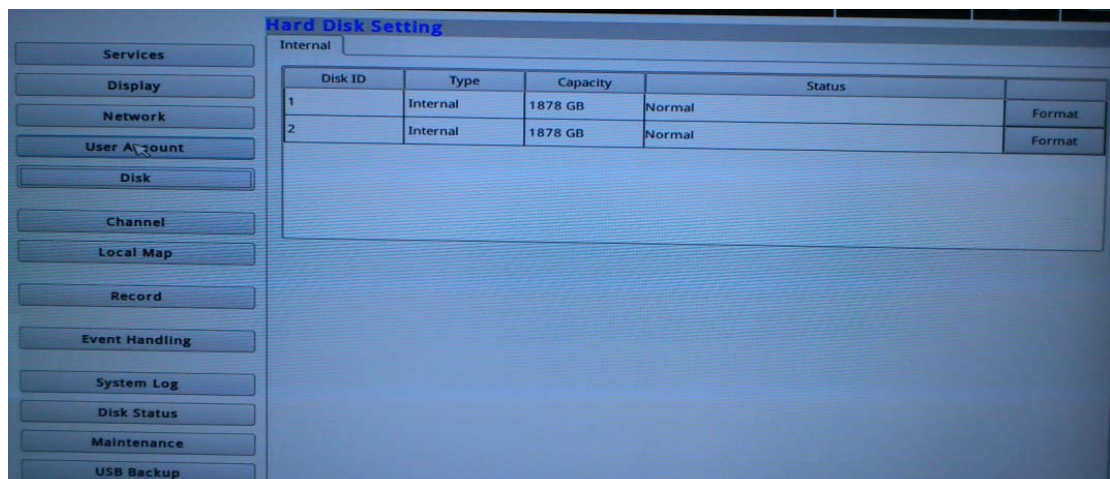 Hard Disk Setting
Internal
Services
Display
Network
User Account
Disk
Channel
Local Map
Record
Event Handling
System Log
Disk Status
Maintenance
USB Backup
Disk ID Type Capacity Status
1 Internal 1878 GB Normal Format
2 Internal 1878 GB Normal Format